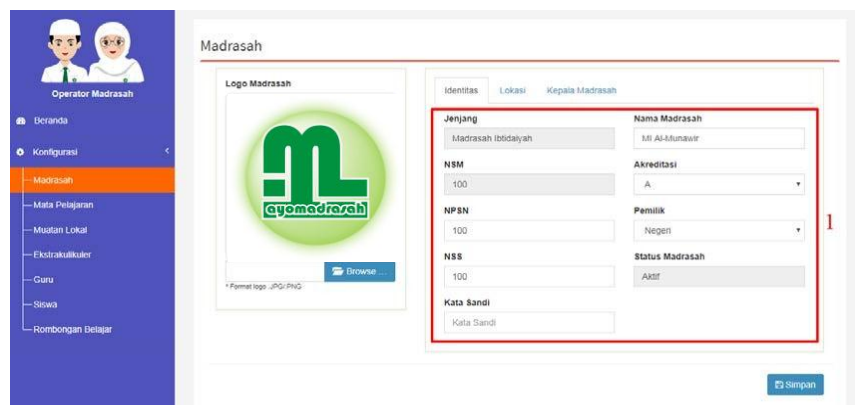 Operator Madrasah
Beranda
Konfigurasi
Madrasah
Mata Pelajaran
Muatan Lokal
Ekstrakulikuler
Guru
Siswa
Rombongan Belajar
Madrasah
Logo Madrasah
ayomadrasah
Browse ...
* Format logo .JPG/.PNG
Identitas Lokasi Kepala Madrasah
Jenjang
Madrasah Ibtidaiyah
Nama Madrasah
MI Al-Munawir
NSM
100
Akreditasi
A
NPSN
100
Pemilik
Negeri
NSS
100
Status Madrasah
Aktif
Kata Sandi
Kata Sandi
1
Simpan